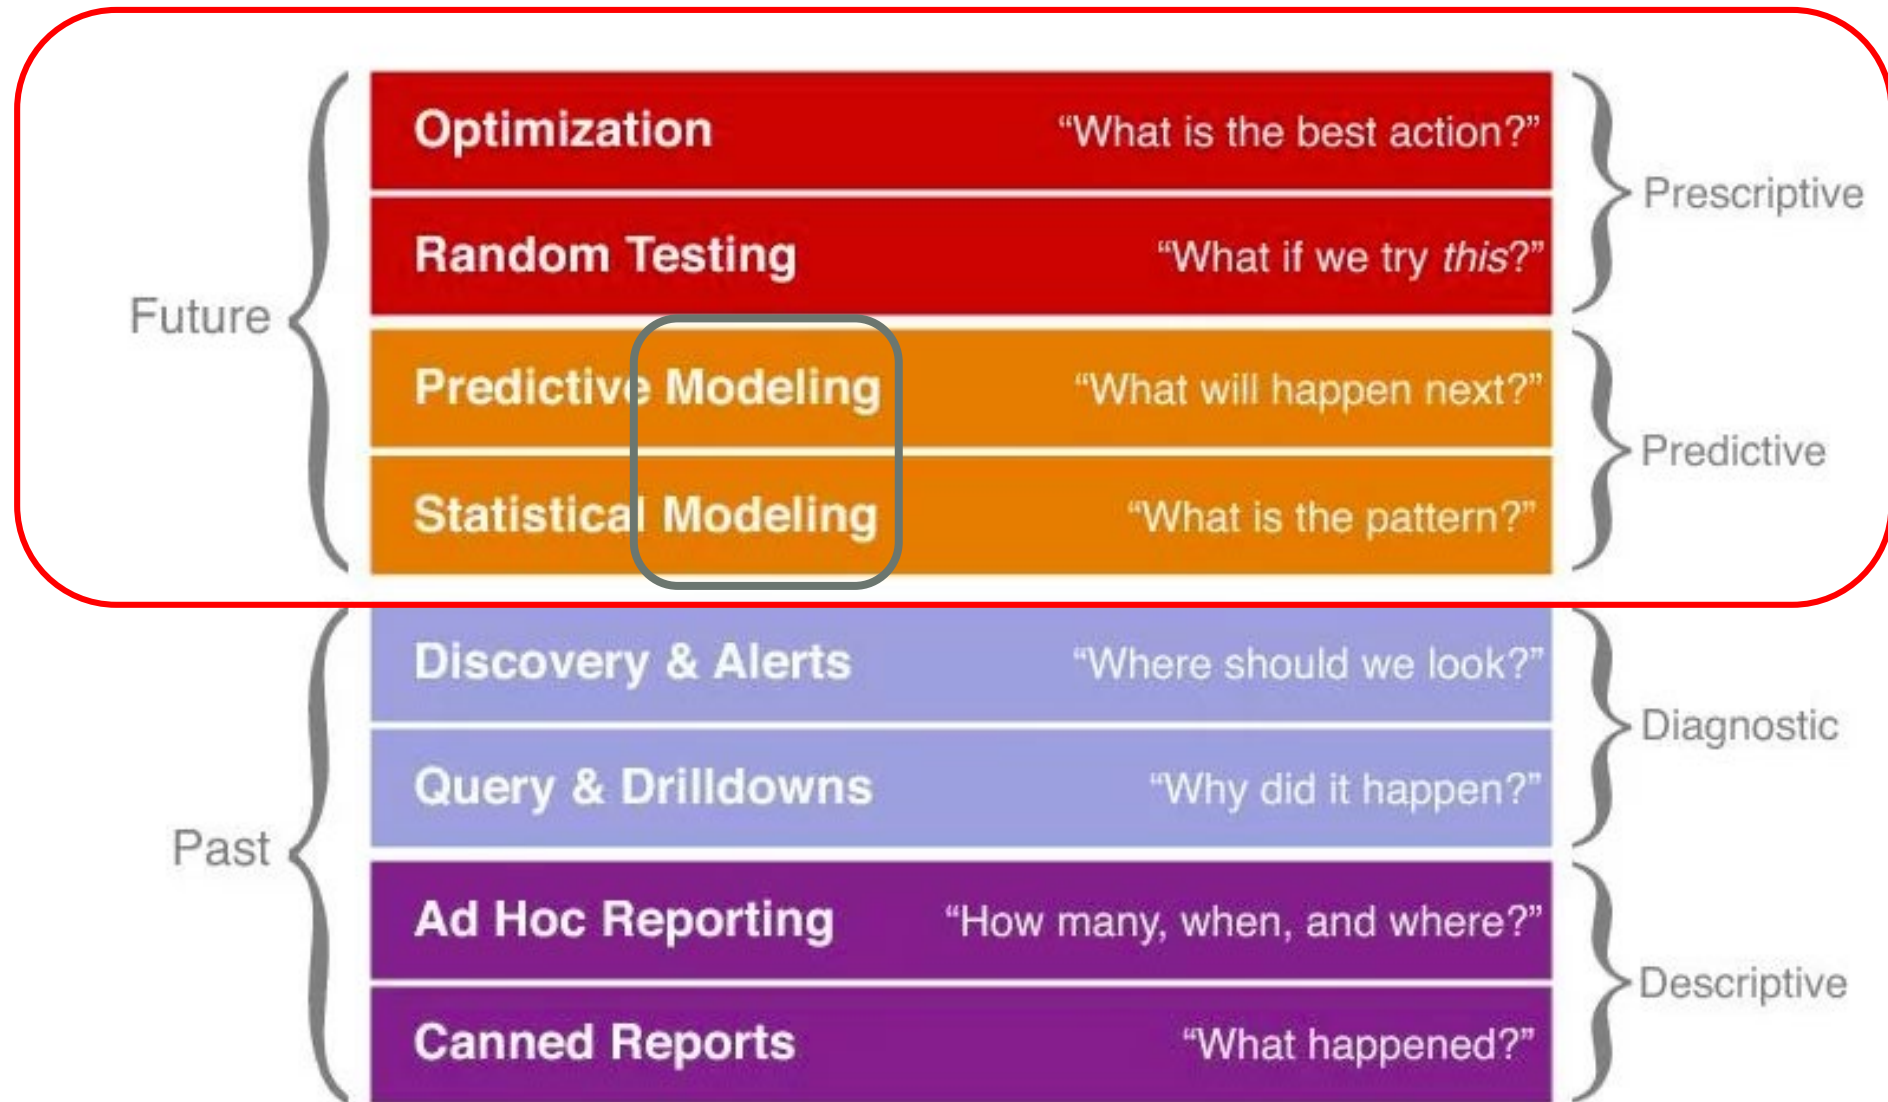 Optimization “What is the best action?”
Prescriptive
Random Testing “What if we try this?”
Future
Predictive Modeling “What will happen next?”
Predictive
Statistical Modeling “What is the pattern?”
Discovery & Alerts “Where should we look?”
Diagnostic
Query & Drilldowns “Why did it happen?”
Past
Ad Hoc Reporting “How many, when, and where?”
Descriptive
Canned Reports “What happened?”